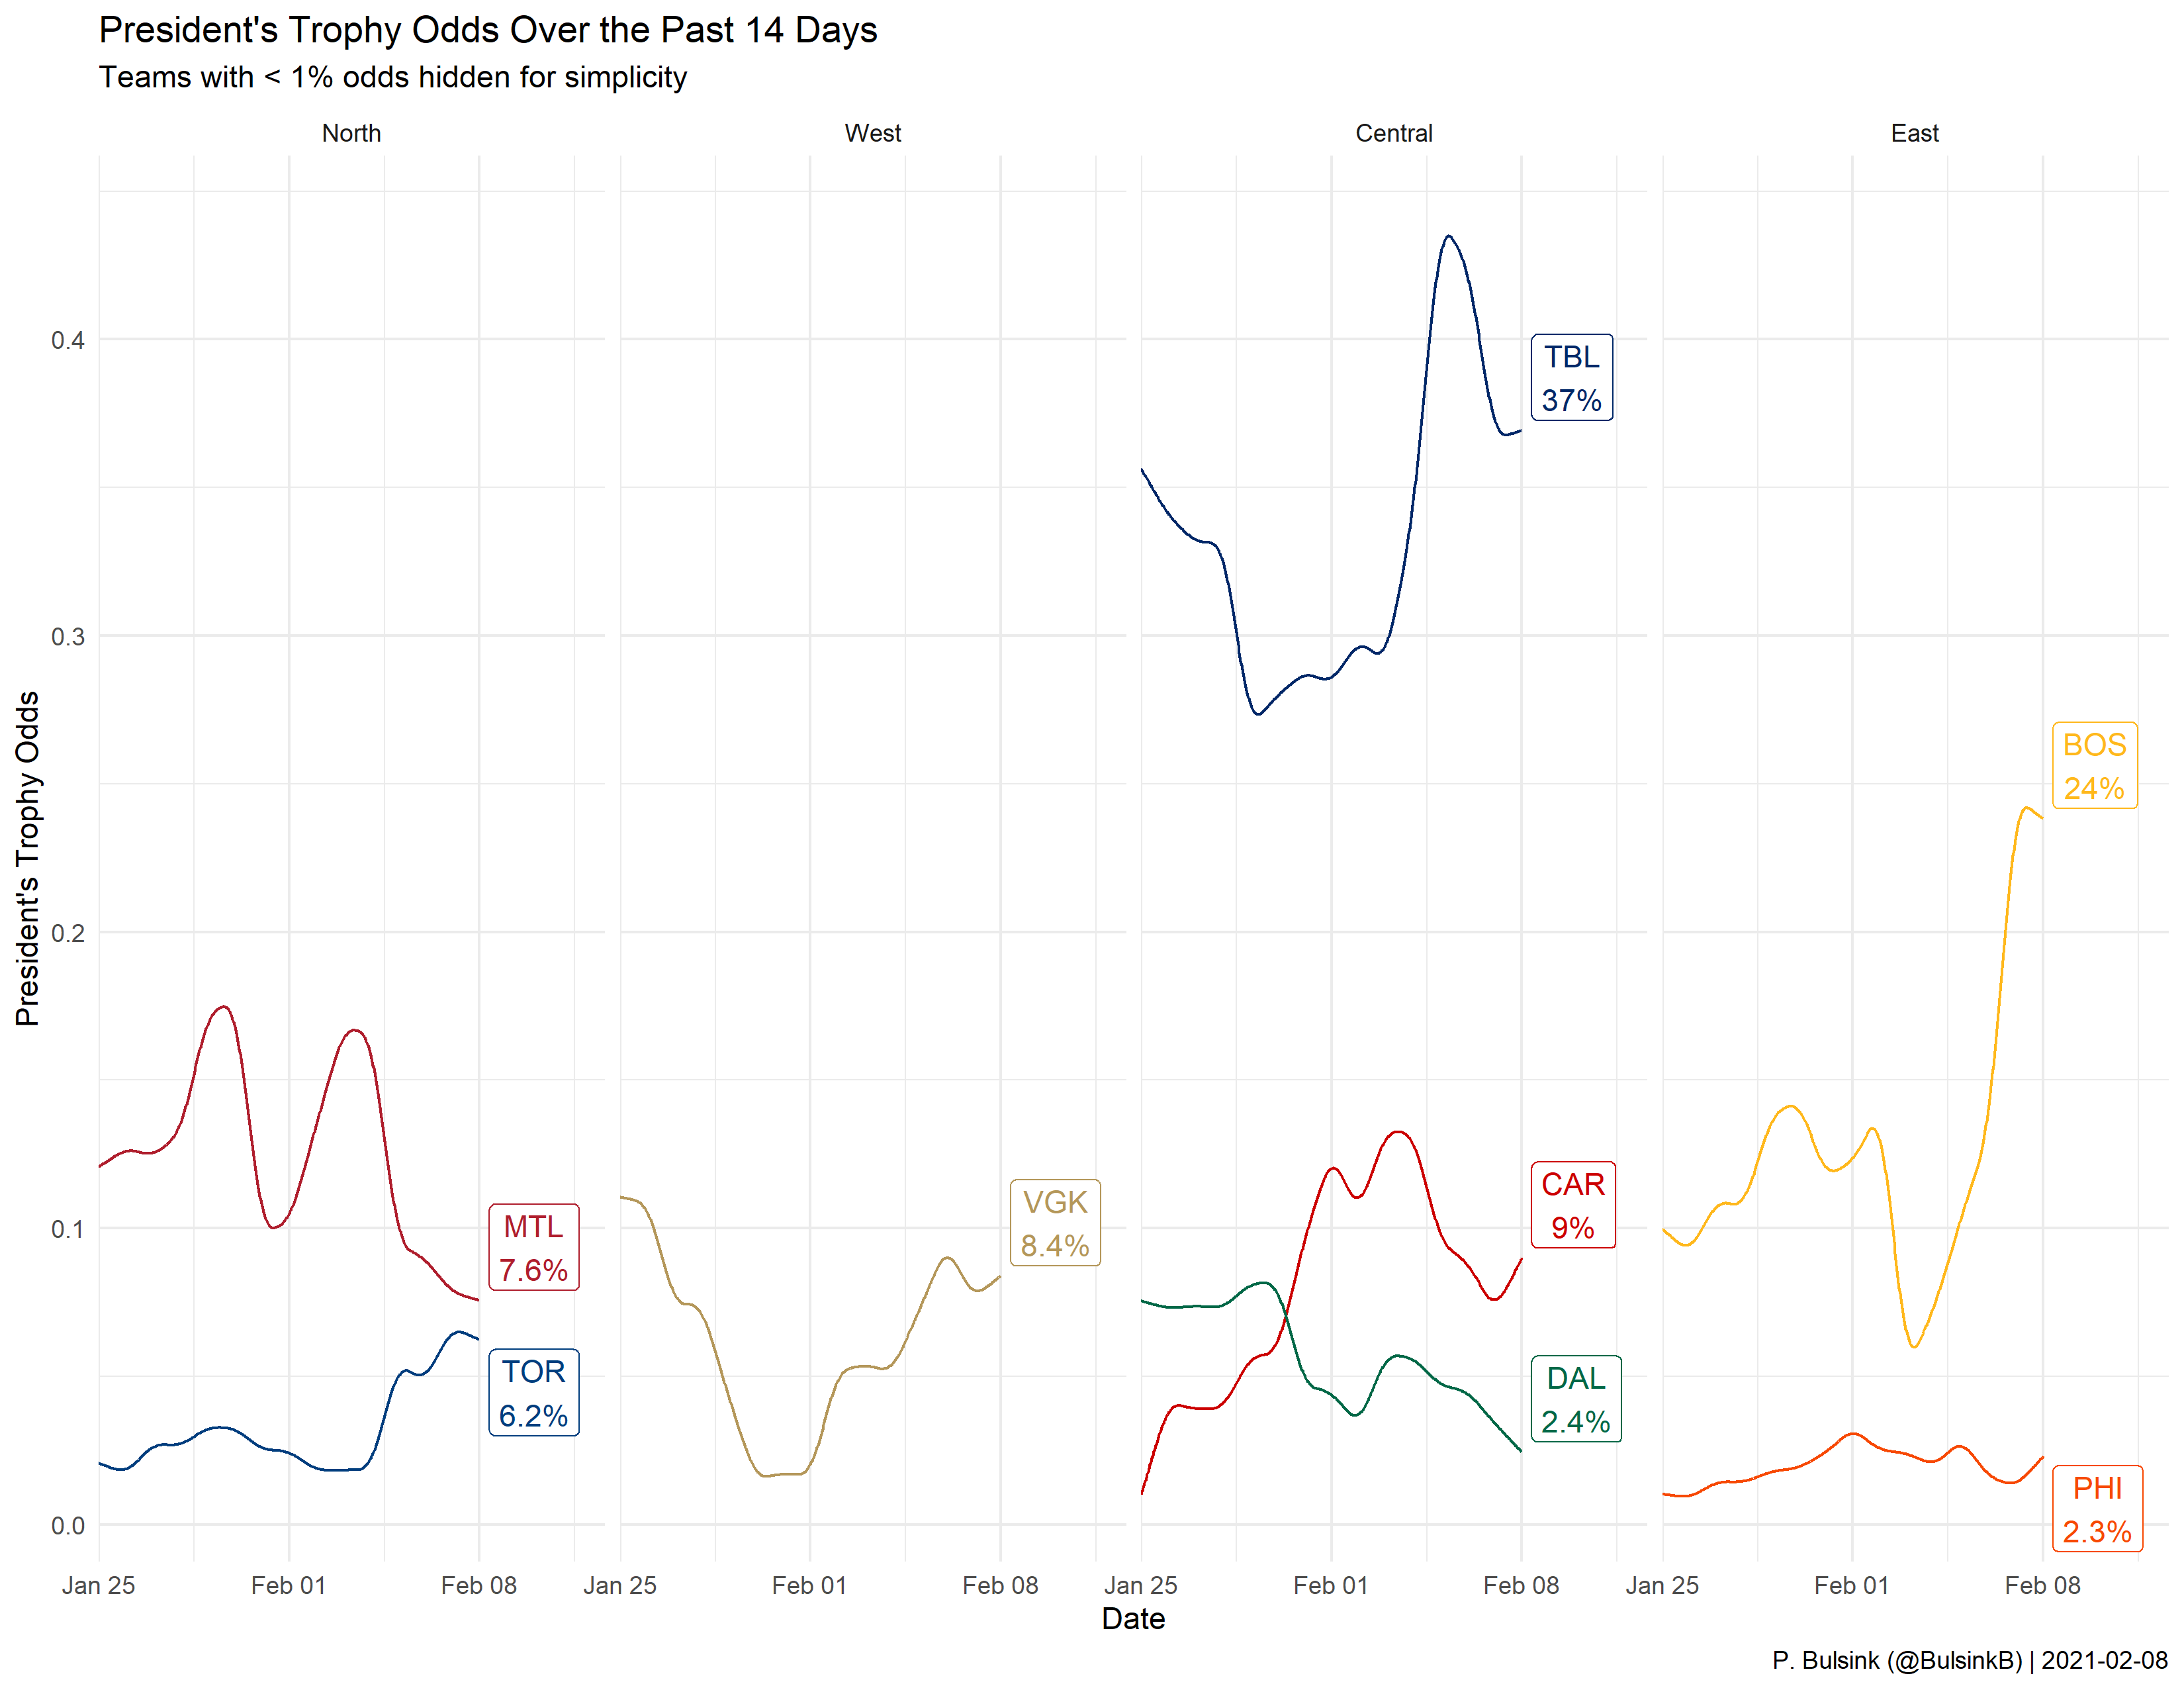 President's Trophy Odds Over the Past 14 Days
Teams with < 1% odds hidden for simplicity
North
West
Central
East
President's Trophy Odds
0.4
0.3
0.2
0.1
0.0
MTL
7.6%
TOR
6.2%
VGK
8.4%
TBL
37%
CAR
9%
DAL
2.4%
BOS
24%
PHI
2.3%
Jan 25 Feb 01 Feb 08 Jan 25 Feb 01 Feb 08 Jan 25 Feb 01 Feb 08 Jan 25 Feb 01 Feb 08
Date
P. Bulsink (@BulsinkB) | 2021-02-08